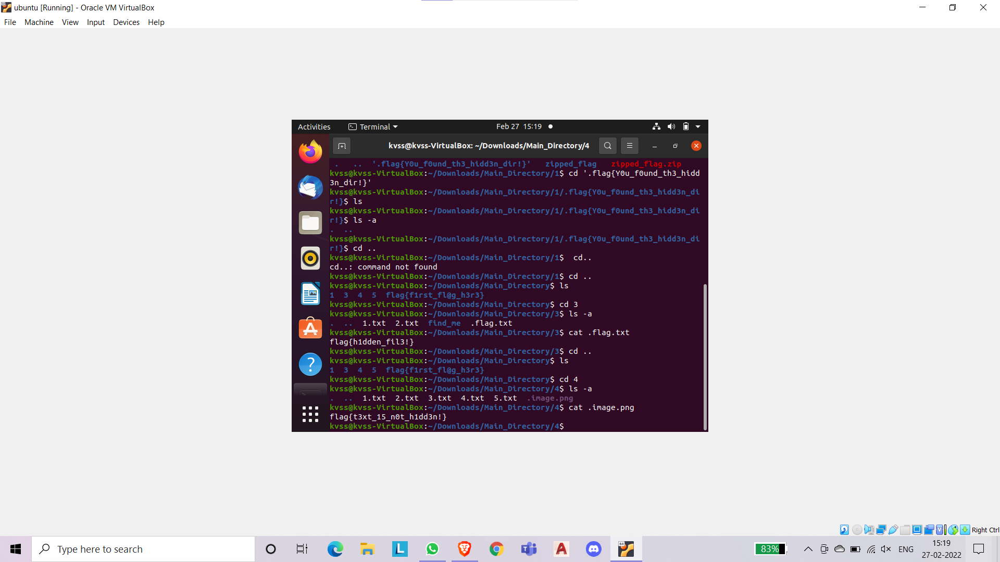 ubuntu [Running] - Oracle VM VirtualBox
File Machine View Input Devices Help
Activities Terminal Feb 27 15:19
kvss@kvss-VirtualBox: ~/Downloads/Main_Directory/4
. .. '.flag{Y0u_f0und_th3_hidd3n_dir!}' zipped_flag zipped_flag.zip
kvss@kvss-VirtualBox:~/Downloads/Main_Directory/1$ cd '.flag{Y0u_f0und_th3_hidd
3n_dir!}'
kvss@kvss-VirtualBox:~/Downloads/Main_Directory/1/.flag{Y0u_f0und_th3_hidd3n_di
r!}$ ls
kvss@kvss-VirtualBox:~/Downloads/Main_Directory/1/.flag{Y0u_f0und_th3_hidd3n_di
r!}$ ls -a
. ..
kvss@kvss-VirtualBox:~/Downloads/Main_Directory/1/.flag{Y0u_f0und_th3_hidd3n_di
r!}$ cd ..
kvss@kvss-VirtualBox:~/Downloads/Main_Directory/1$ cd..
cd..: command not found
kvss@kvss-VirtualBox:~/Downloads/Main_Directory/1$ cd ..
kvss@kvss-VirtualBox:~/Downloads/Main_Directory$ ls
1 3 4 5 flag{f1rst_fl@g_h3r3}
kvss@kvss-VirtualBox:~/Downloads/Main_Directory$ cd 3
kvss@kvss-VirtualBox:~/Downloads/Main_Directory/3$ ls -a
. .. 1.txt 2.txt find_me .flag.txt
kvss@kvss-VirtualBox:~/Downloads/Main_Directory/3$ cat .flag.txt
flag{h1dden_fil3!}
kvss@kvss-VirtualBox:~/Downloads/Main_Directory/3$ cd ..
kvss@kvss-VirtualBox:~/Downloads/Main_Directory$ ls
1 3 4 5 flag{f1rst_fl@g_h3r3}
kvss@kvss-VirtualBox:~/Downloads/Main_Directory$ cd 4
kvss@kvss-VirtualBox:~/Downloads/Main_Directory/4$ ls -a
. .. 1.txt 2.txt 3.txt 4.txt 5.txt .image.png
kvss@kvss-VirtualBox:~/Downloads/Main_Directory/4$ cat .image.png
flag{t3xt_15_n0t_h1dd3n!}
kvss@kvss-VirtualBox:~/Downloads/Main_Directory/4$
Right Ctrl
Type here to search
83%
ENG
15:19
27-02-2022